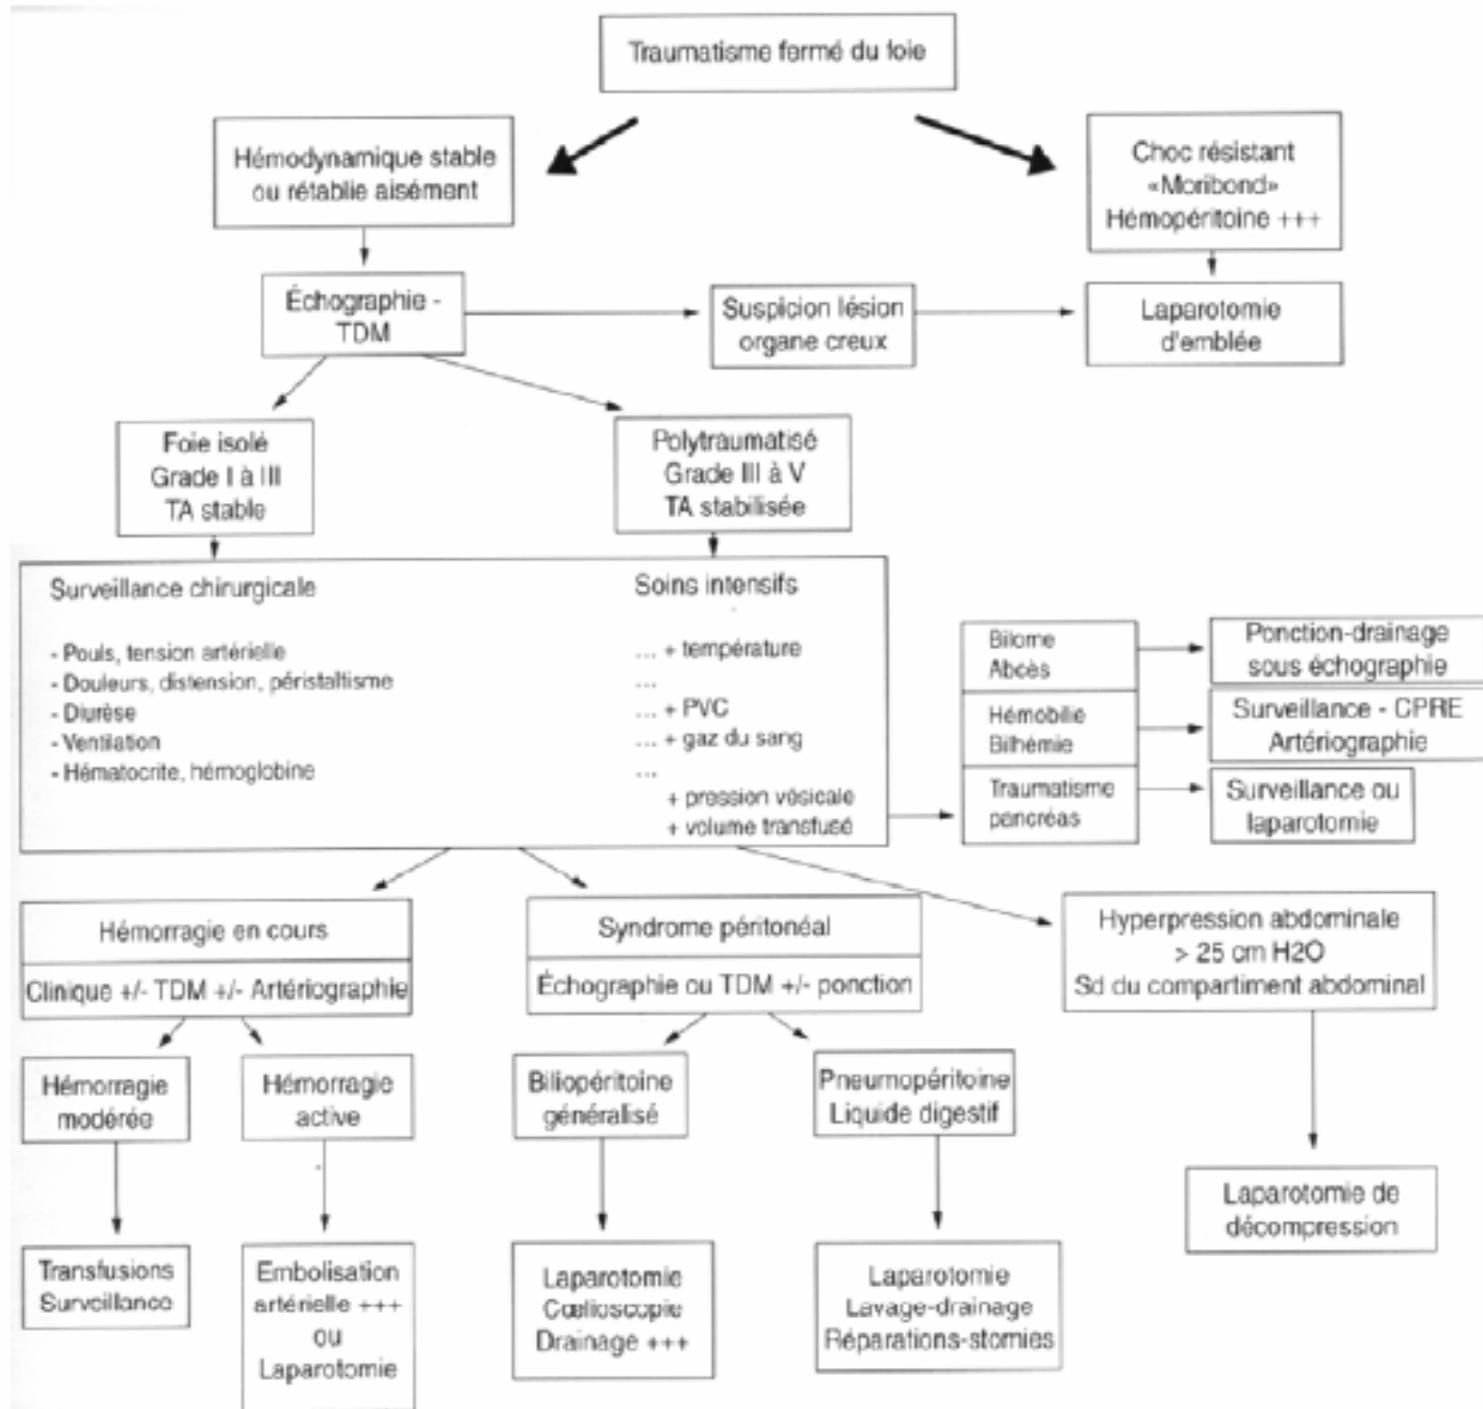 Traumatisme fermé du foie
Hémodynamique stable
ou rétablie aisément
Choc résistant
«Moribond»
Hémopéritoine +++
Échographie -
TDM
Suspicion lésion
organe creux
Laparotomie
d'emblée
Foie isolé
Grade I à III
TA stable
Polytraumatisé
Grade III à V
TA stabilisée
Surveillance chirurgicale
- Pouls, tension artérielle
- Douleurs, distension, péristaltisme
- Diurèse
- Ventilation
- Hématocrite, hémoglobine
Soins intensifs
... + température
...
... + PVC
... + gaz du sang
...
+ pression vésicale
+ volume transfusé
Bilome
Abcès
Ponction-drainage
sous échographie
Hémobilie
Bilhémie
Surveillance - CPRE
Artériographie
Traumatisme
pancréas
Surveillance ou
laparotomie
Hémorragie en cours
Clinique +/- TDM +/- Artériographie
Syndrome péritonéal
Échographie ou TDM +/- ponction
Hyperpression abdominale
> 25 cm H2O
Sd du compartiment abdominal
Hémorragie
modérée
Hémorragie
active
Biliopéritoine
généralisé
Pneumopéritoine
Liquide digestif
Laparotomie de
décompression
Transfusions
Surveillance
Embolisation
artérielle +++
ou
Laparotomie
Laparotomie
Cœlioscopie
Drainage +++
Laparotomie
Lavage-drainage
Réparations-stomies